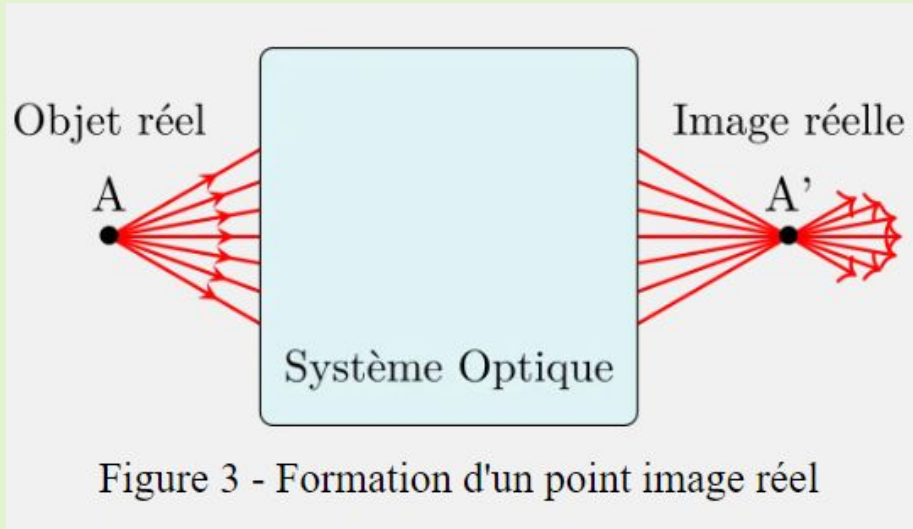 Objet réel
Image réelle
A
A'
Système Optique
Figure 3 - Formation d'un point image réel